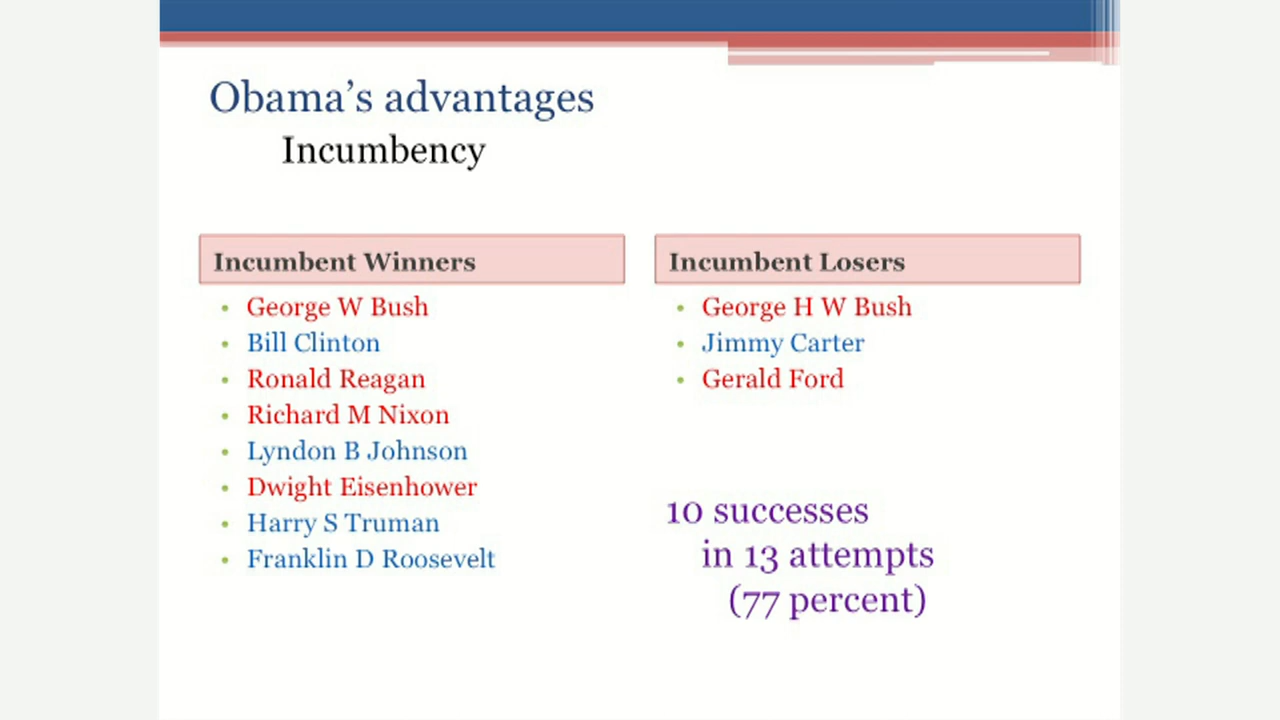 Obama's advantages
Incumbency
Incumbent Winners
• George W Bush
• Bill Clinton
• Ronald Reagan
• Richard M Nixon
• Lyndon B Johnson
• Dwight Eisenhower
• Harry S Truman
• Franklin D Roosevelt
Incumbent Losers
• George H W Bush
• Jimmy Carter
• Gerald Ford
10 successes
in 13 attempts
(77 percent)